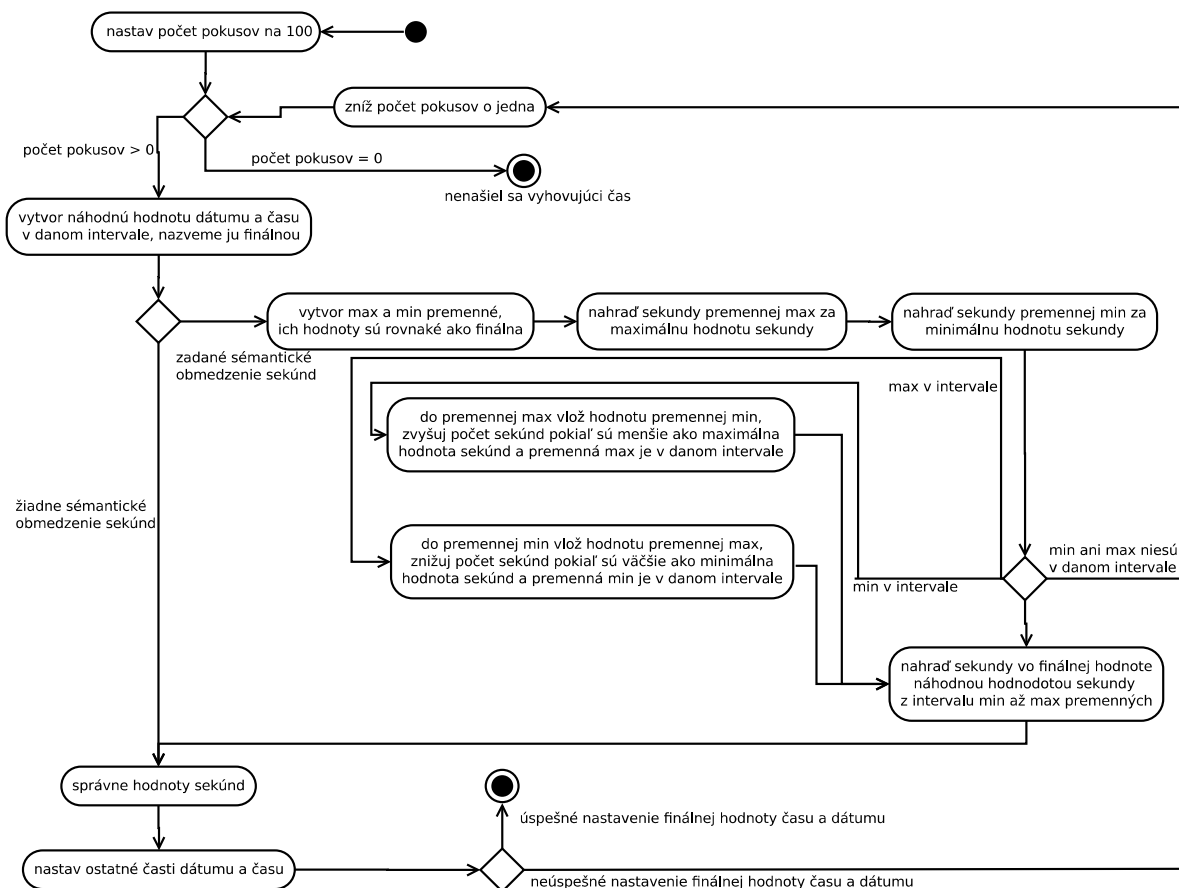 nastav počet pokusov na 100
zníž počet pokusov o jedna
počet pokusov > 0
počet pokusov = 0
nenašiel sa vyhovujúci čas
vytvor náhodnú hodnotu dátumu a času
v danom intervale, nazveme ju finálnou
vytvor max a min premenné,
ich hodnoty sú rovnaké ako finálna
nahraď sekundy premennej max za
maximálnu hodnotu sekundy
nahraď sekundy premennej min za
minimálnu hodnotu sekundy
zadané sémantické
obmedzenie sekúnd
max v intervale
do premennej max vlož hodnotu premennej min,
zvyšuj počet sekúnd pokiaľ sú menšie ako maximálna
hodnota sekúnd a premenná max je v danom intervale
žiadne sémantické
obmedzenie sekúnd
do premennej min vlož hodnotu premennej max,
znižuj počet sekúnd pokiaľ sú väčšie ako minimálna
hodnota sekúnd a premenná min je v danom intervale
min ani max niesú
v danom intervale
min v intervale
nahraď sekundy vo finálnej hodnote
náhodnou hodnodotou sekundy
z intervalu min až max premenných
správne hodnoty sekúnd
úspešné nastavenie finálnej hodnoty času a dátumu
nastav ostatné časti dátumu a času
neúspešné nastavenie finálnej hodnoty času a dátumu